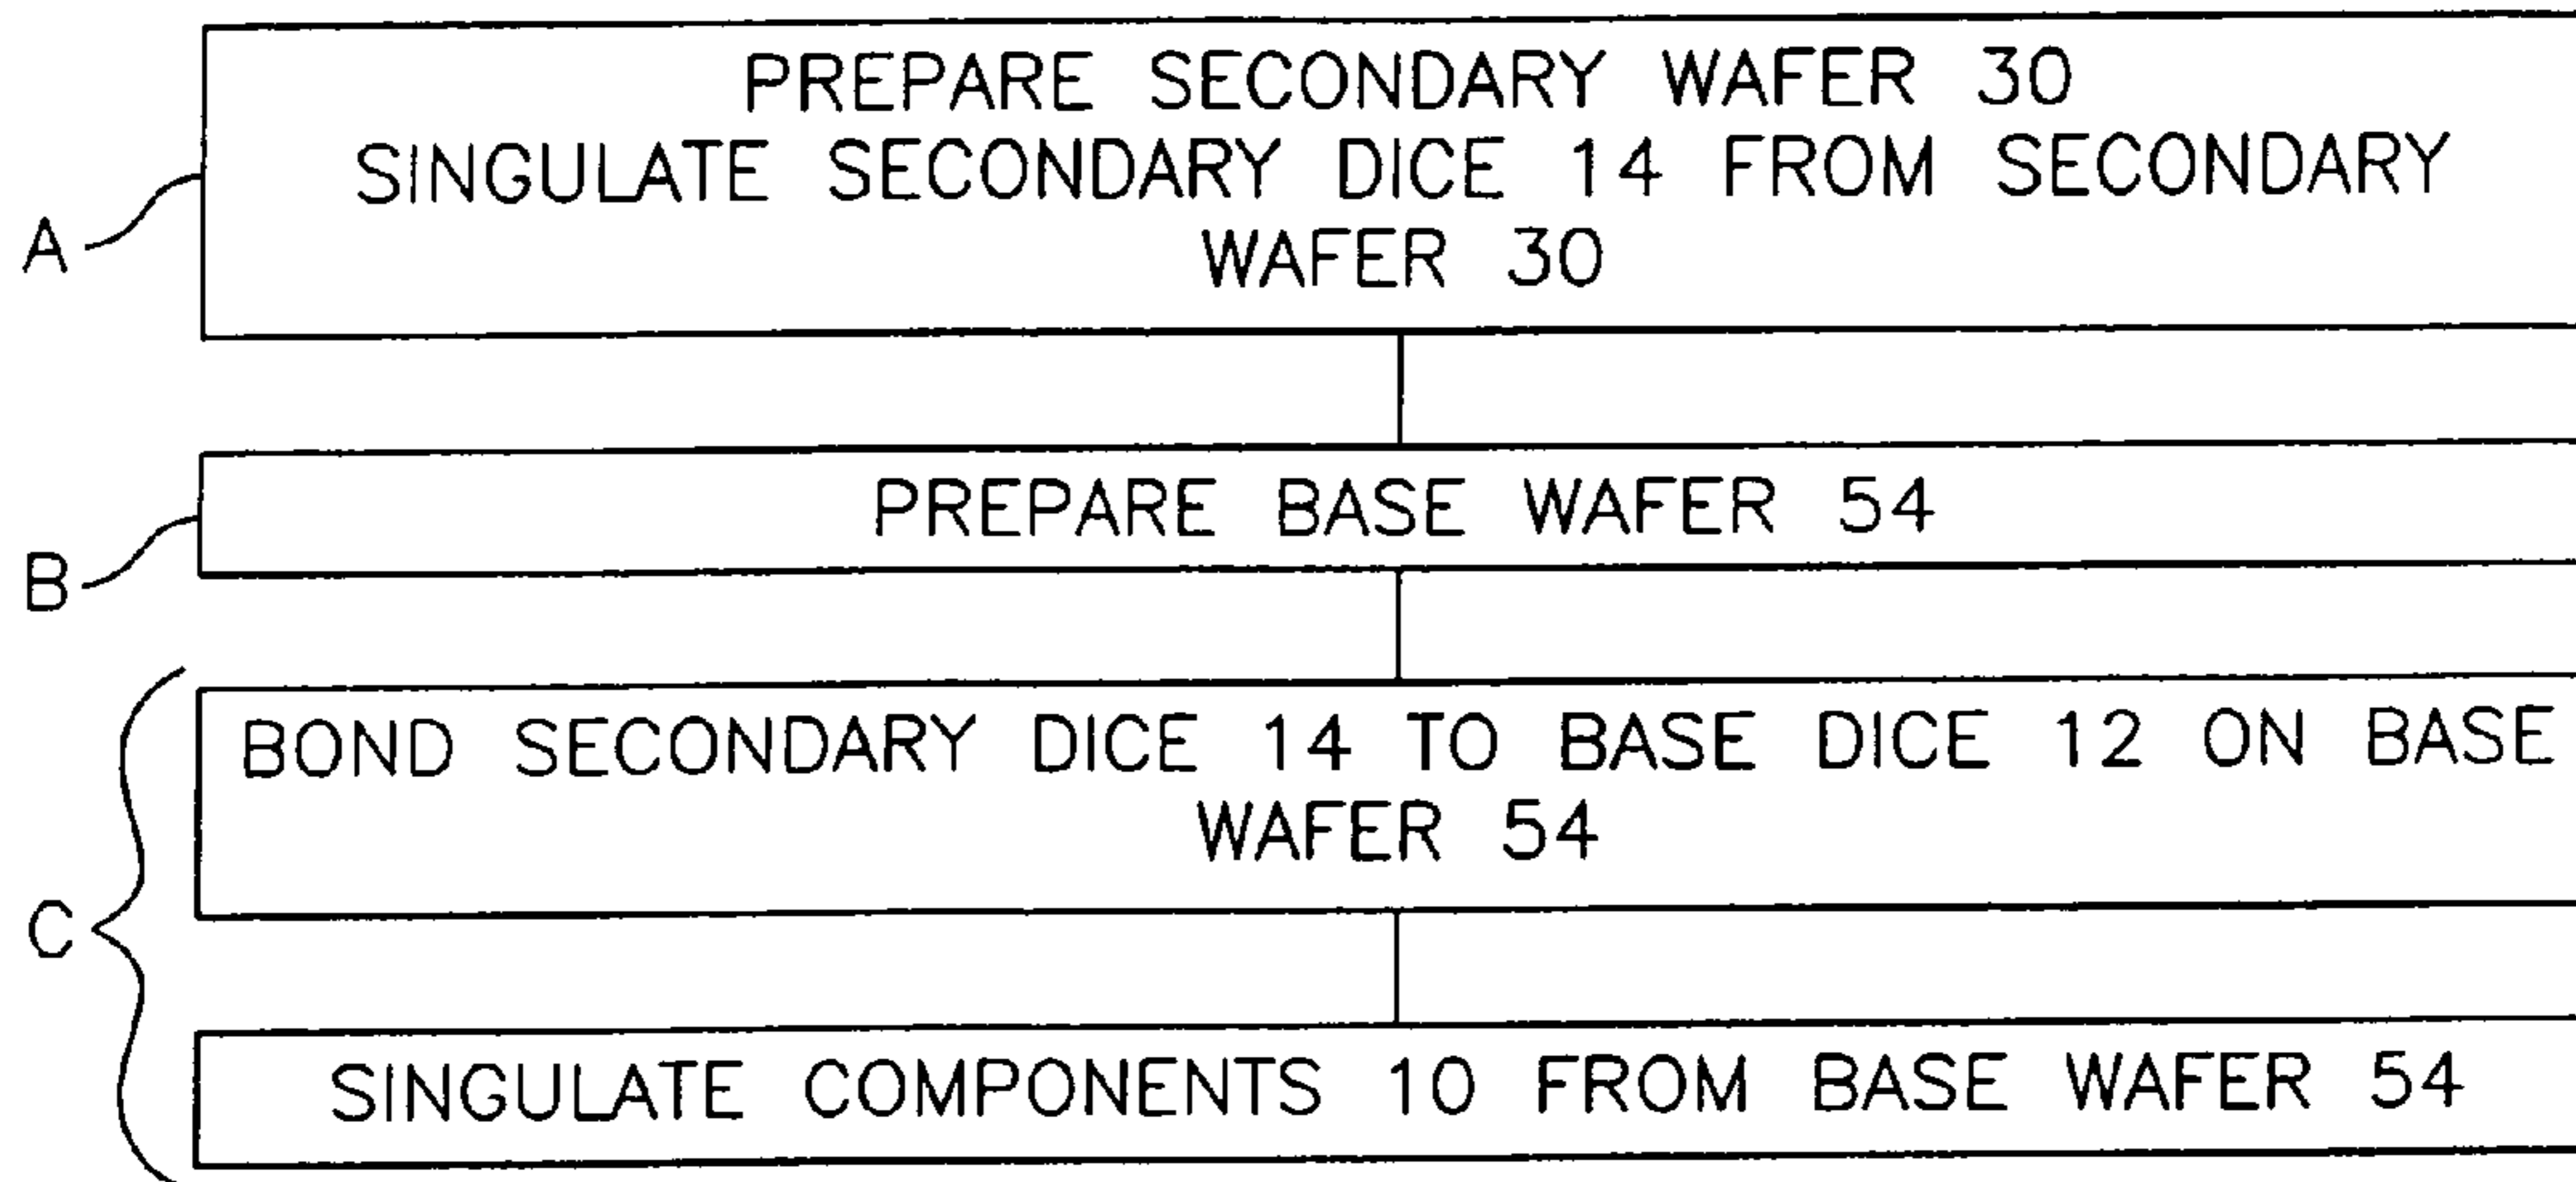 PREPARE SECONDARY WAFER 30
SINGULATE SECONDARY DICE 14 FROM SECONDARY
WAFER 30
A
PREPARE BASE WAFER 54
B
BOND SECONDARY DICE 14 TO BASE DICE 12 ON BASE
WAFER 54
C
SINGULATE COMPONENTS 10 FROM BASE WAFER 54